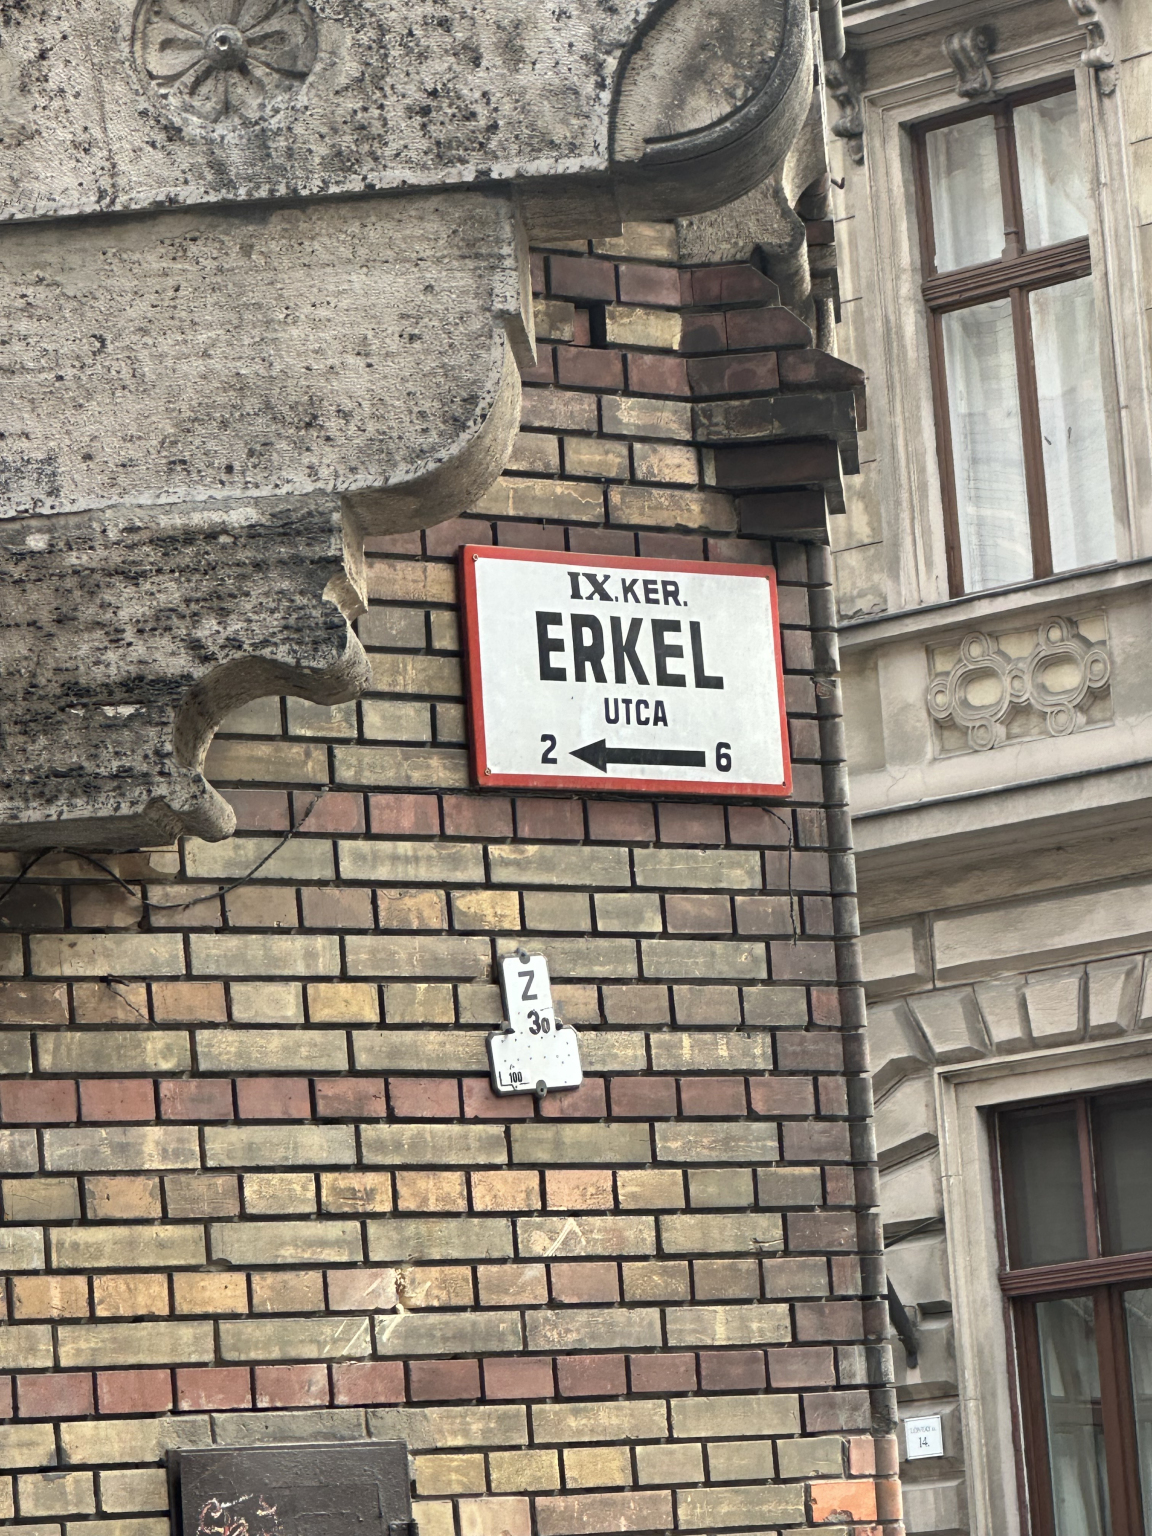 IX. KER.
ERKEL
UTCA
2 6
Z
30
100
14.